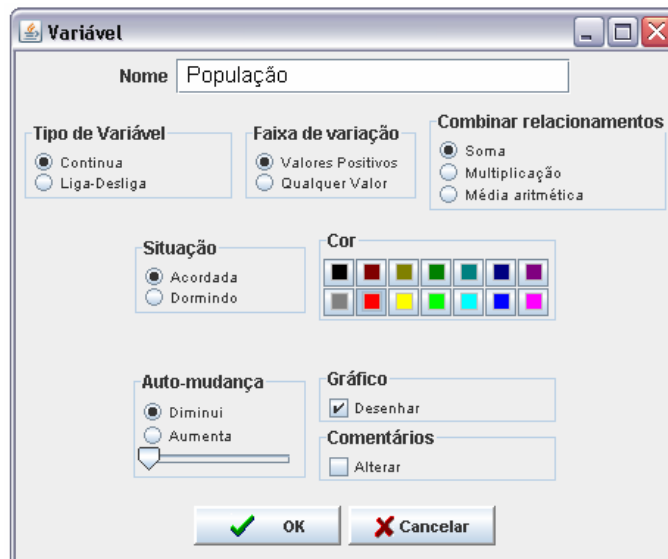 Variável
Nome População
Tipo de Variável
Continua
Liga-Desliga
Faixa de variação
Valores Positivos
Qualquer Valor
Combinar relacionamentos
Soma
Multiplicação
Média aritmética
Situação
Acordada
Dormindo
Cor
Auto-mudança
Diminui
Aumenta
Gráfico
Desenhar
Comentários
Alterar
OK
Cancelar